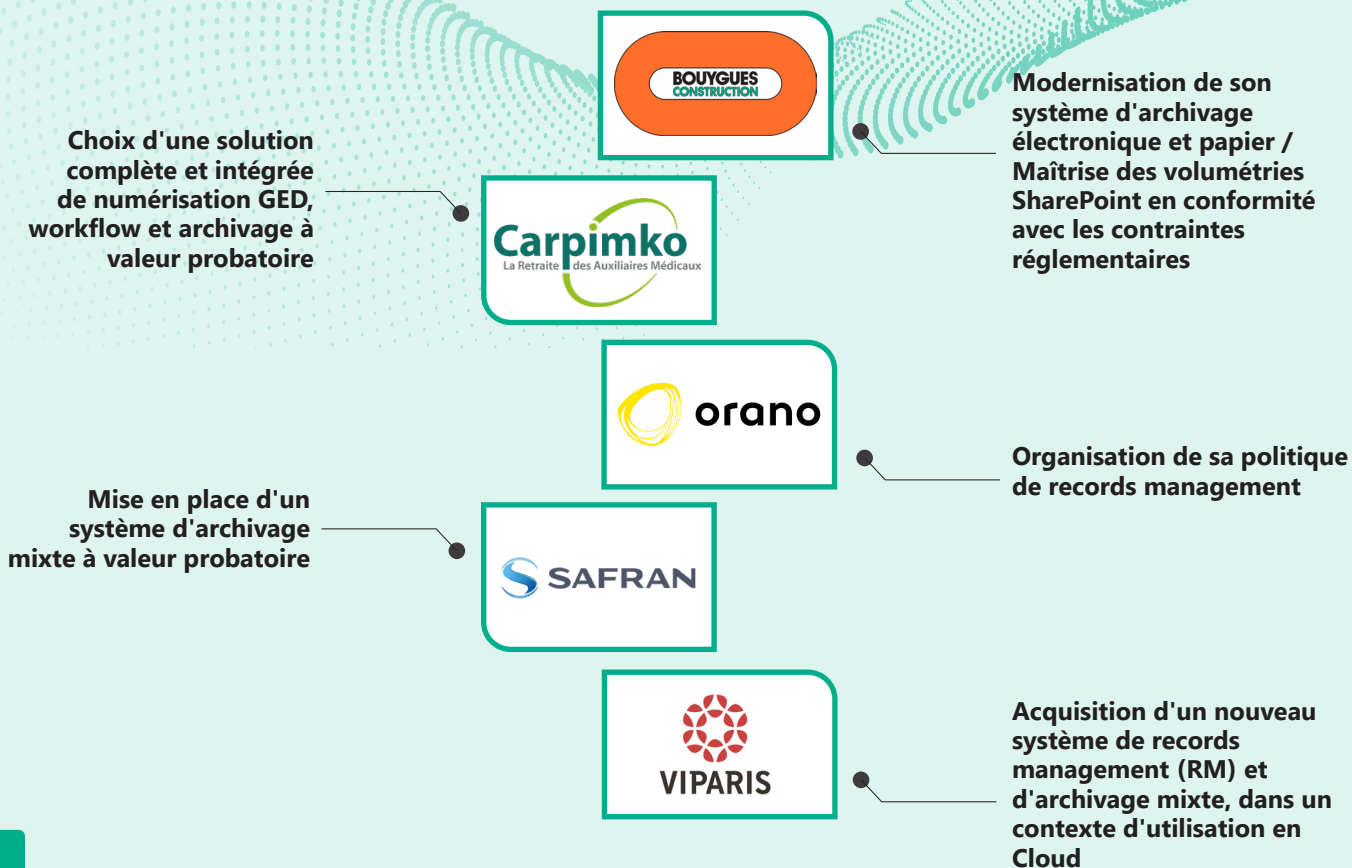 BOUYGUES
CONSTRUCTION
Modernisation de son
système d'archivage
électronique et papier /
Maîtrise des volumétries
SharePoint en conformité
avec les contraintes
réglementaires
Choix d'une solution
complète et intégrée
de numérisation GED,
workflow et archivage à
valeur probatoire
Carpimko
La Retraite des Auxiliaires Médicaux
orano
Organisation de sa politique
de records management
Mise en place d'un
système d'archivage
mixte à valeur probatoire
SAFRAN
VIPARIS
Acquisition d'un nouveau
système de records
management (RM) et
d'archivage mixte, dans un
contexte d'utilisation en
Cloud